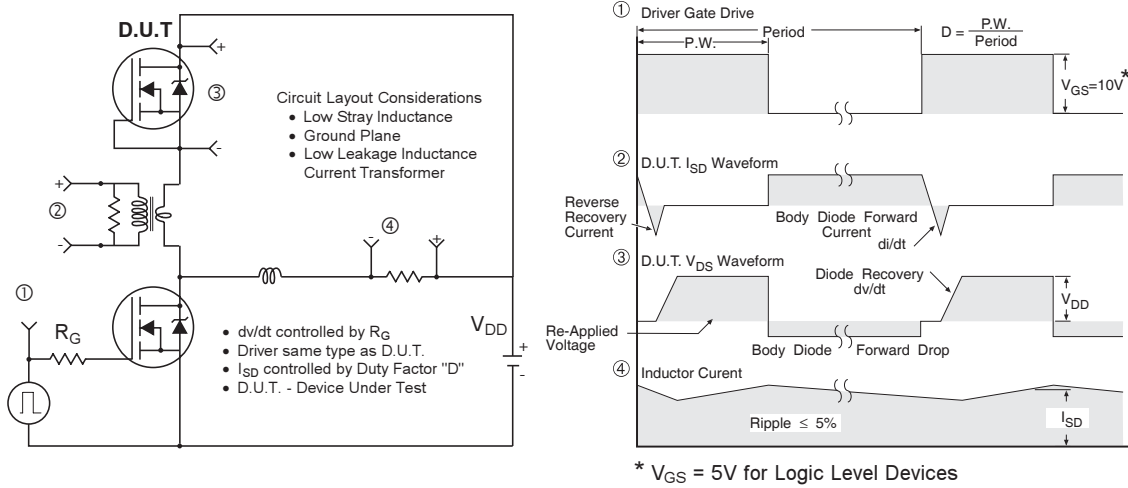 D.U.T
+
③
-
Circuit Layout Considerations
• Low Stray Inductance
• Ground Plane
• Low Leakage Inductance
Current Transformer
+
②
-
④
-
+
①
R_G
V_DD
+
-
• dv/dt controlled by R_G
• Driver same type as D.U.T.
• I_SD controlled by Duty Factor "D"
• D.U.T. - Device Under Test
① Driver Gate Drive
P.W.
Period
D = P.W. / Period
V_GS=10V *
② D.U.T. I_SD Waveform
Reverse
Recovery
Current
Body Diode Forward
Current
di/dt
③ D.U.T. V_DS Waveform
Diode Recovery
dv/dt
V_DD
Re-Applied
Voltage
Body Diode Forward Drop
④ Inductor Curent
Ripple ≤ 5%
I_SD
* V_GS = 5V for Logic Level Devices